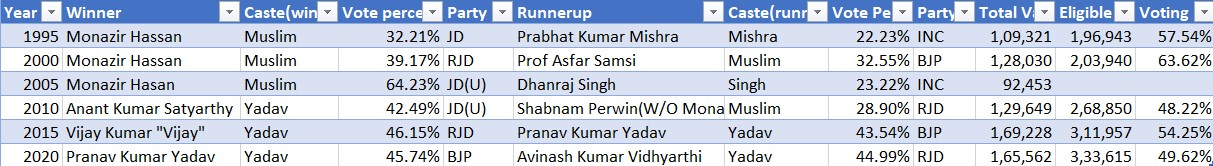 Year Winner Caste(win Vote perce Party Runnerup Caste(runn Vote Pe Party Total V Eligible Voting
1995 Monazir Hassan Muslim 32.21% JD Prabhat Kumar Mishra Mishra 22.23% INC 1,09,321 1,96,943 57.54%
2000 Monazir Hassan Muslim 39.17% RJD Prof Asfar Samsi Muslim 32.55% BJP 1,28,030 2,03,940 63.62%
2005 Monazir Hasan Muslim 64.23% JD(U) Dhanraj Singh Singh 23.22% INC 92,453
2010 Anant Kumar Satyarthy Yadav 42.49% JD(U) Shabnam Perwin(W/O Mona Muslim 28.90% RJD 1,29,649 2,68,850 48.22%
2015 Vijay Kumar "Vijay" Yadav 46.15% RJD Pranav Kumar Yadav Yadav 43.54% BJP 1,69,228 3,11,957 54.25%
2020 Pranav Kumar Yadav Yadav 45.74% BJP Avinash Kumar Vidhyarthi Yadav 44.99% RJD 1,65,562 3,33,615 49.62%